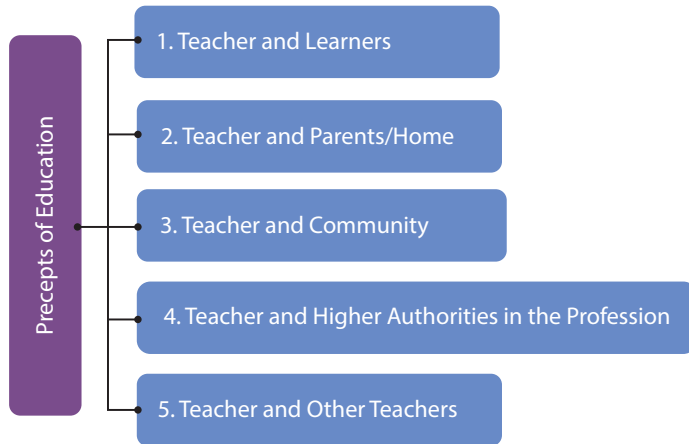 Precepts of Education
1. Teacher and Learners
2. Teacher and Parents/Home
3. Teacher and Community
4. Teacher and Higher Authorities in the Profession
5. Teacher and Other Teachers